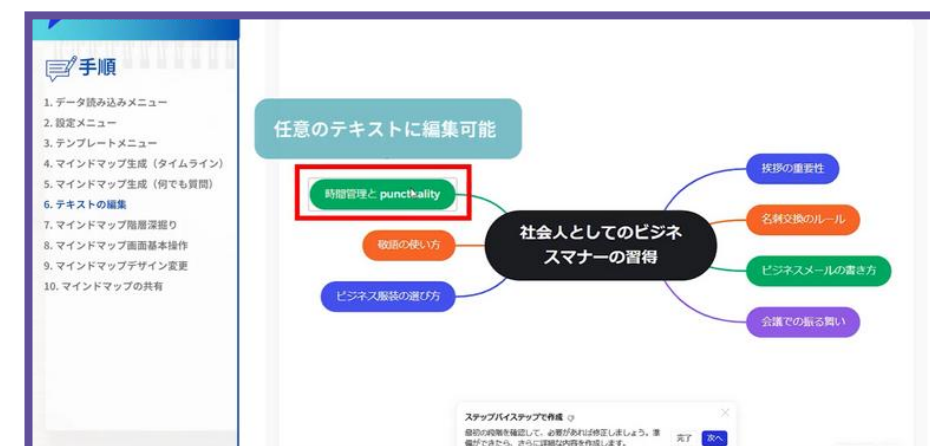 手順
1. データ読み込みメニュー
2. 設定メニュー
3. テンプレートメニュー
4. マインドマップ生成（タイムライン）
5. マインドマップ生成（何でも質問）
6. テキストの編集
7. マインドマップ階層深掘り
8. マインドマップ画面基本操作
9. マインドマップデザイン変更
10. マインドマップの共有
任意のテキストに編集可能
時間管理と punctuality
敬語の使い方
ビジネス服装の選び方
社会人としてのビジネ
スマナーの習得
挨拶の重要性
名刺交換のルール
ビジネスメールの書き方
会議での振る舞い
ステップバイステップで作成
最初の段階を確認して、必要があれば修正しましょう。準
備ができたら、さらに詳細な内容を作成します。
完了
次へ